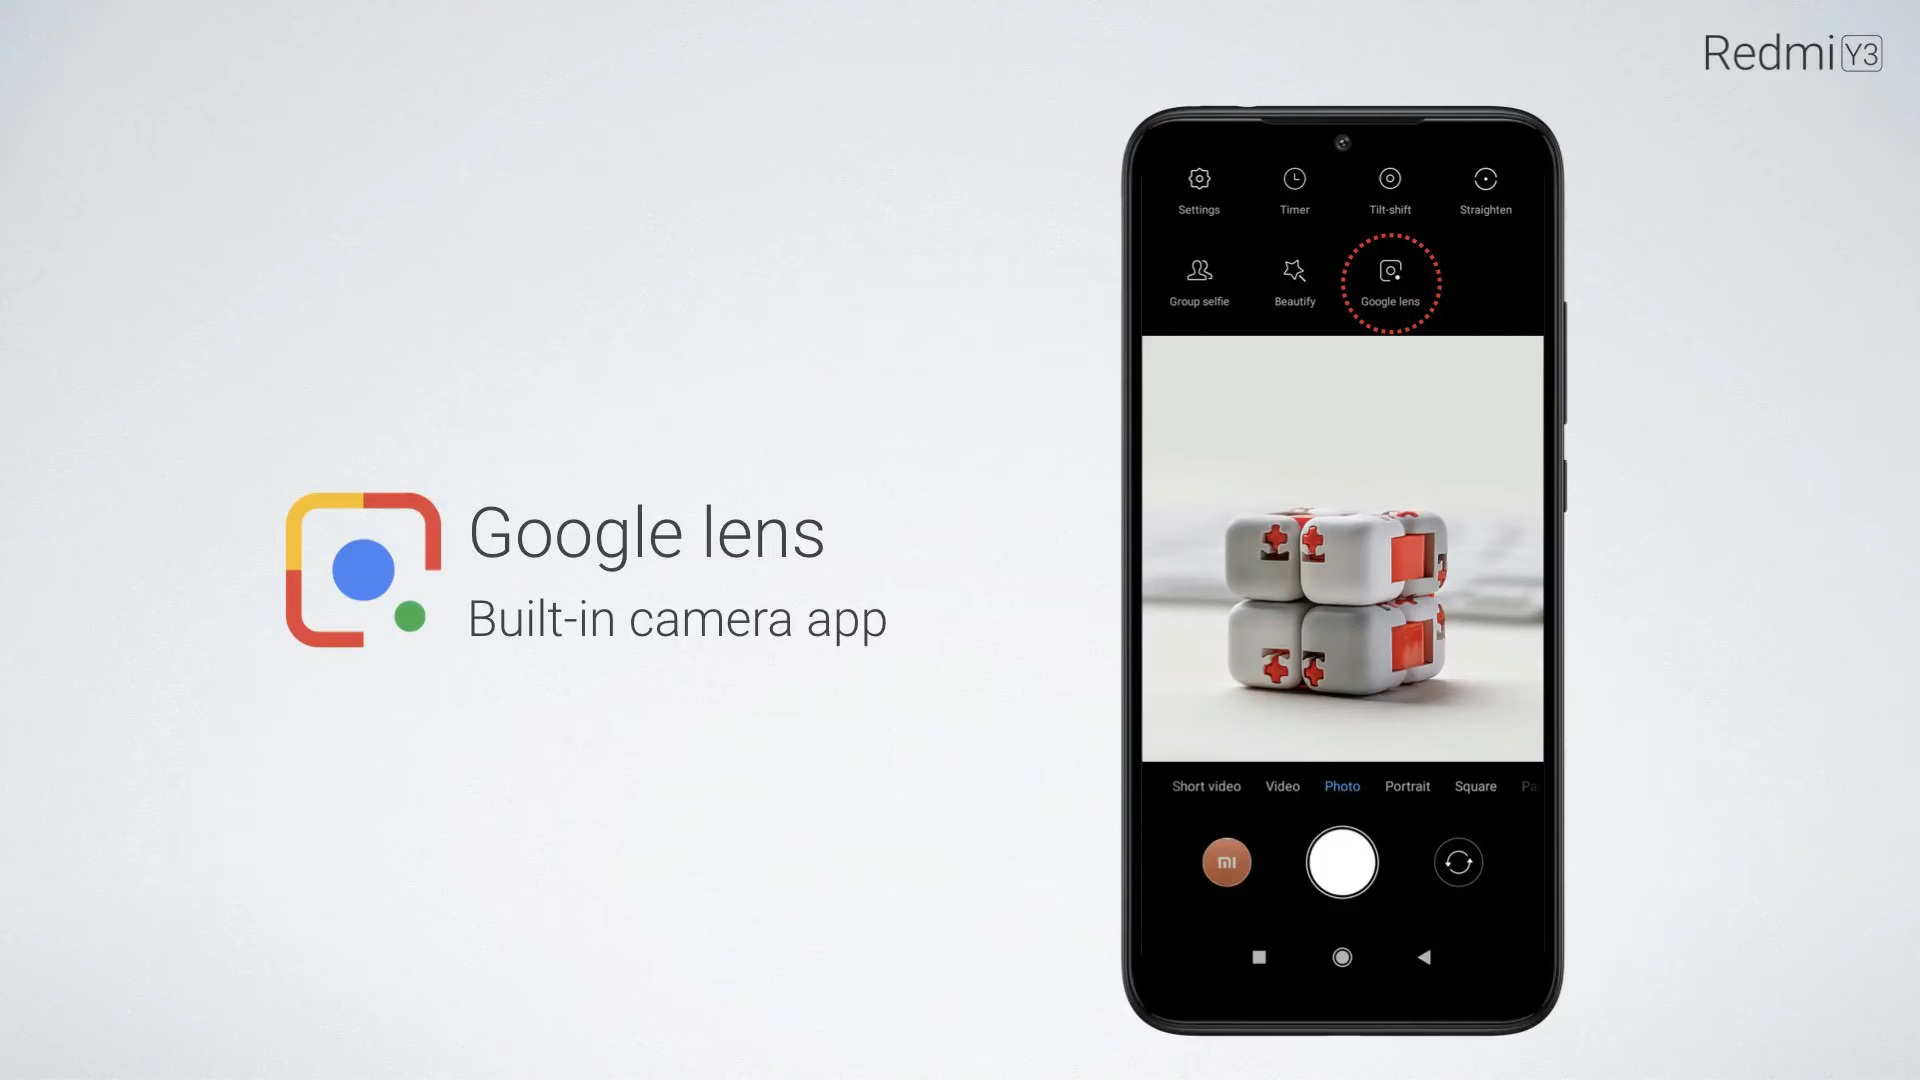 Redmi Y3
Settings Timer Tilt-shift Straighten
Group selfie Beautify Google lens
Google lens
Built-in camera app
Short video Video Photo Portrait Square